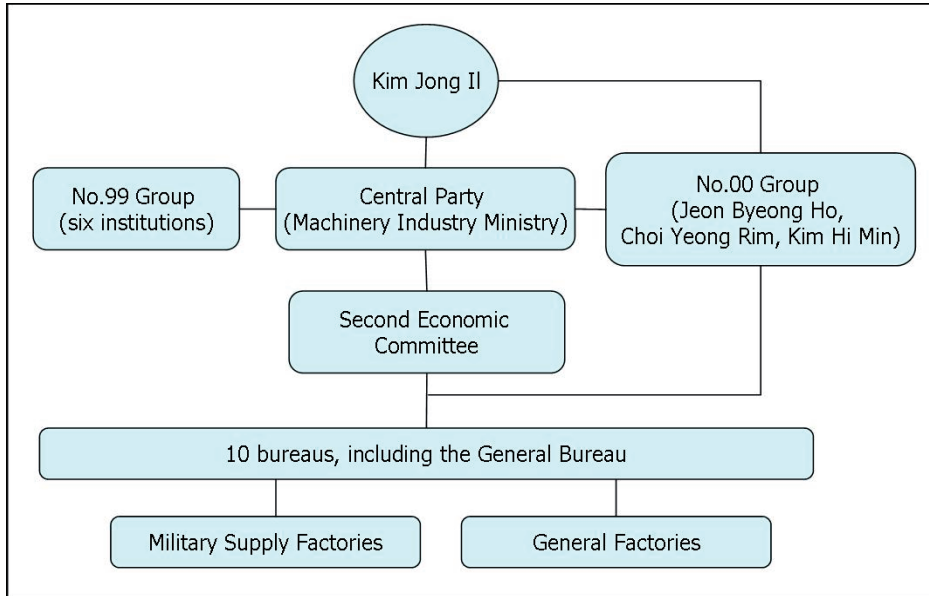 Kim Jong Il
No.99 Group
(six institutions)
Central Party
(Machinery Industry Ministry)
No.00 Group
(Jeon Byeong Ho,
Choi Yeong Rim, Kim Hi Min)
Second Economic
Committee
10 bureaus, including the General Bureau
Military Supply Factories
General Factories